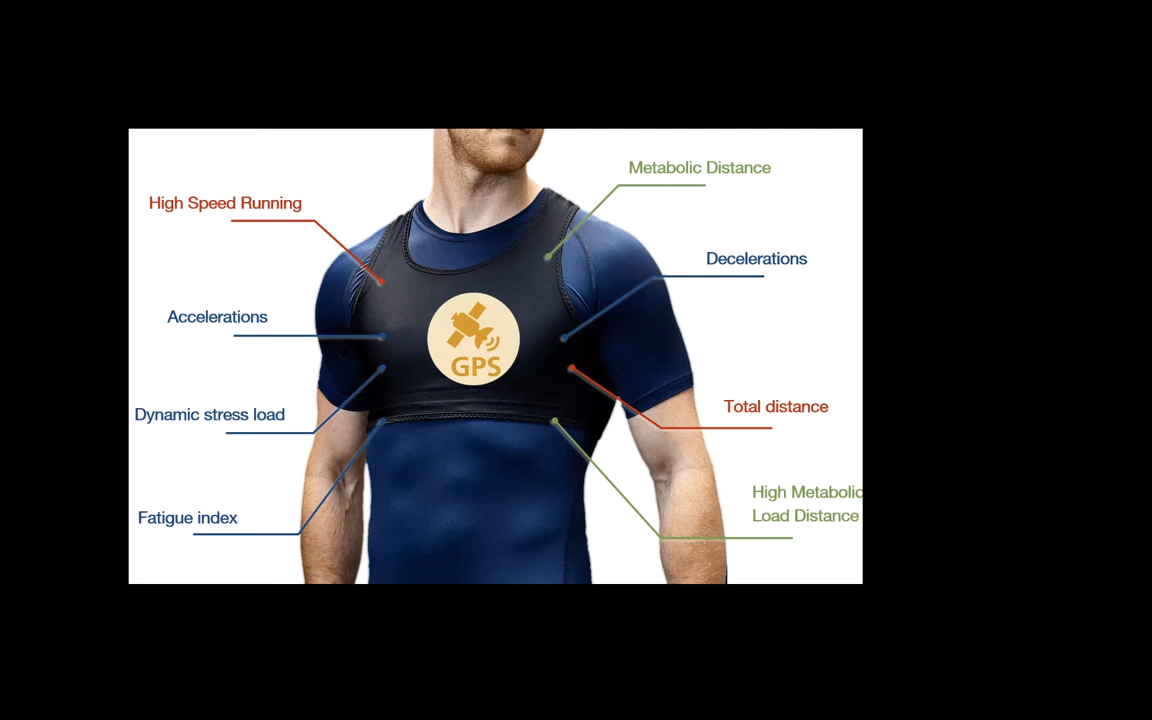 Metabolic Distance
High Speed Running
Decelerations
Accelerations
GPS
Total distance
Dynamic stress load
High Metabolic
Load Distance
Fatigue index